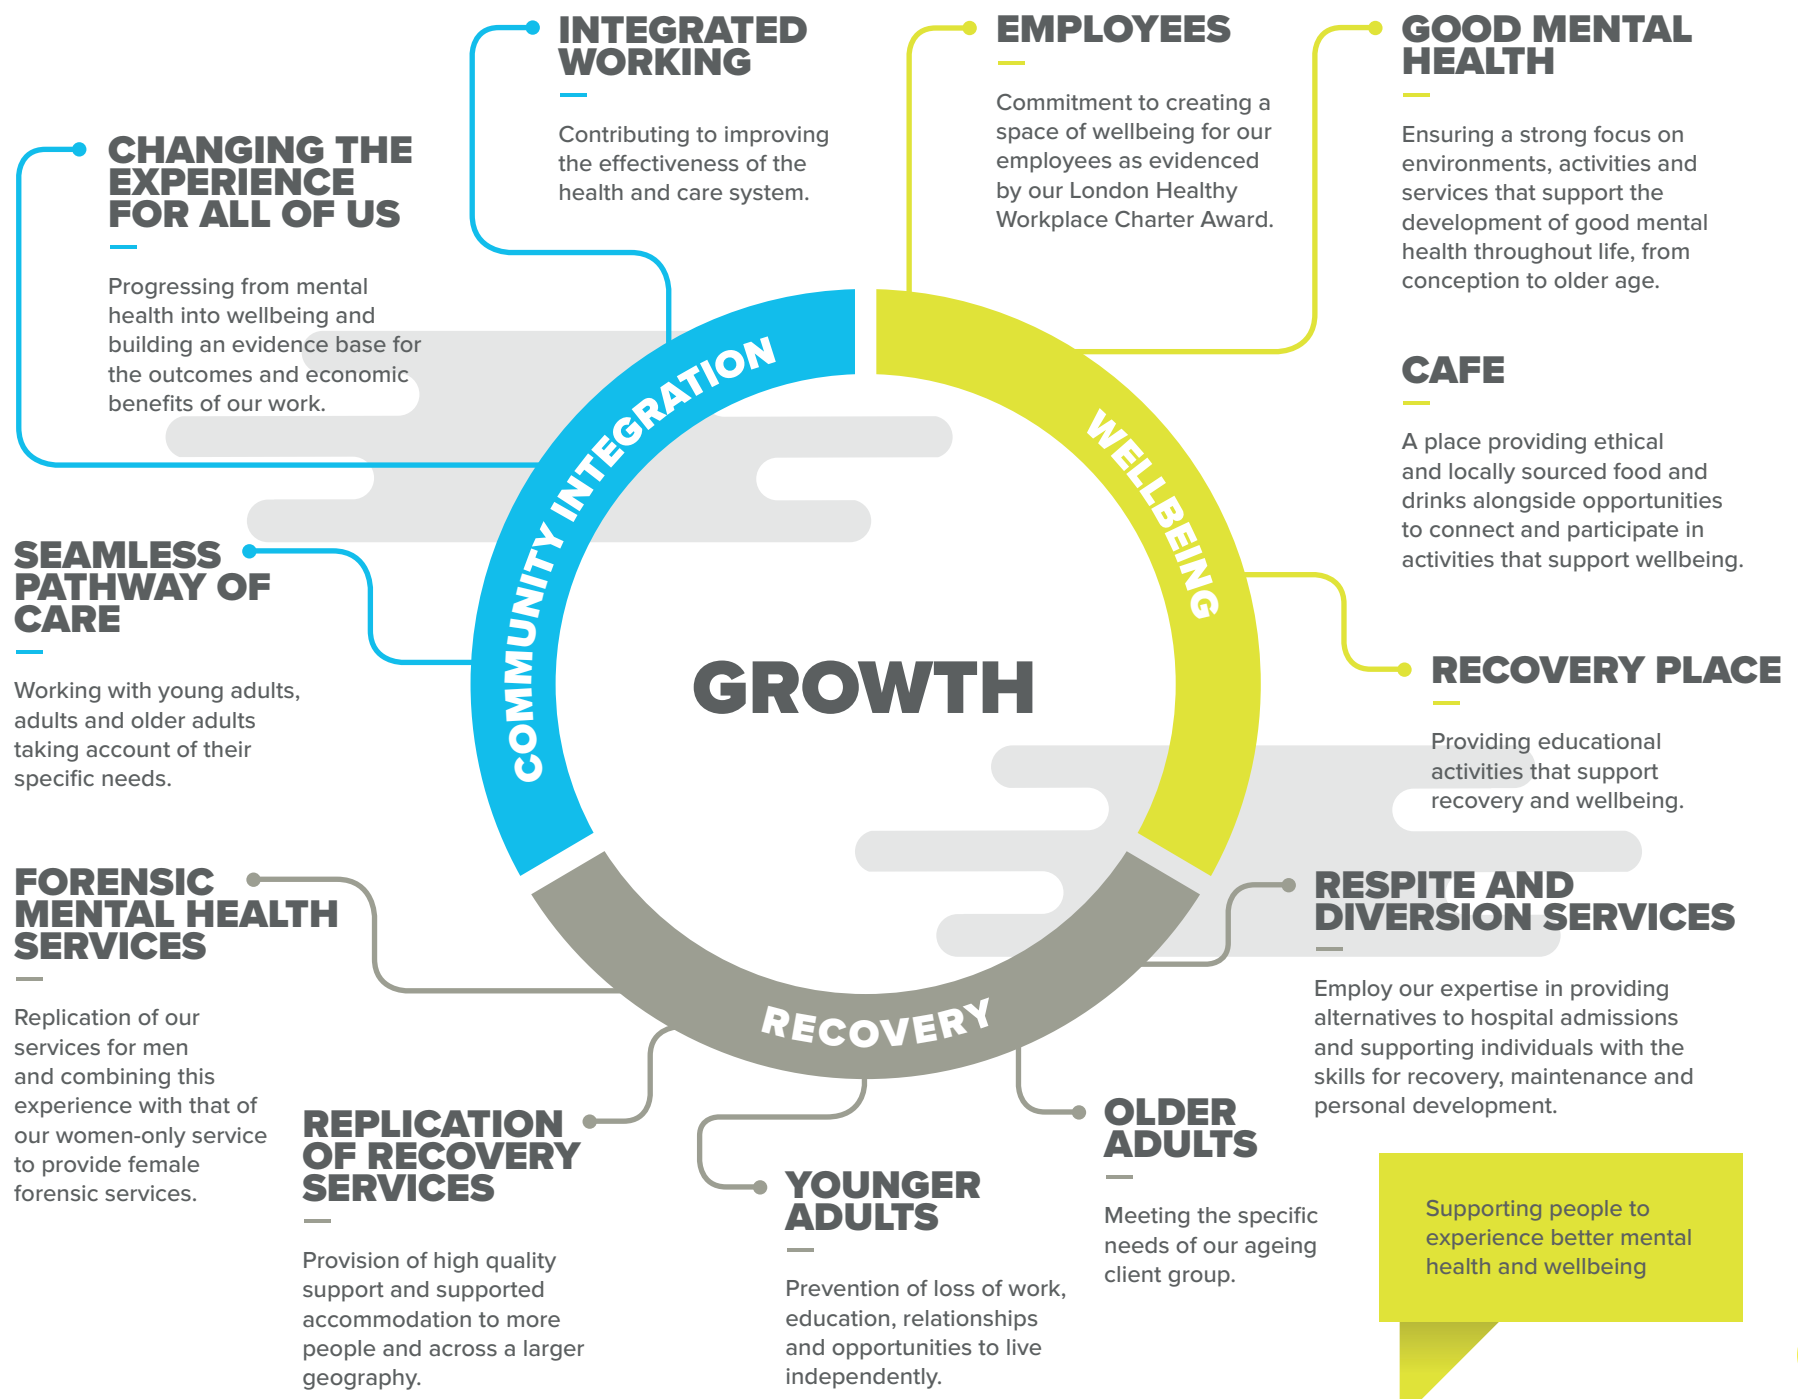 INTEGRATED
WORKING
Contributing to improving
the effectiveness of the
health and care system.
EMPLOYEES
Commitment to creating a
space of wellbeing for our
employees as evidenced
by our London Healthy
Workplace Charter Award.
GOOD MENTAL
HEALTH
Ensuring a strong focus on
environments, activities and
services that support the
development of good mental
health throughout life, from
conception to older age.
CHANGING THE
EXPERIENCE
FOR ALL OF US
Progressing from mental
health into wellbeing and
building an evidence base for
the outcomes and economic
benefits of our work.
CAFE
A place providing ethical
and locally sourced food and
drinks alongside opportunities
to connect and participate in
activities that support wellbeing.
COMMUNITY INTEGRATION
WELLBEING
SEAMLESS
PATHWAY OF
CARE
Working with young adults,
adults and older adults
taking account of their
specific needs.
GROWTH
RECOVERY PLACE
Providing educational
activities that support
recovery and wellbeing.
FORENSIC
MENTAL HEALTH
SERVICES
Replication of our
services for men
and combining this
experience with that of
our women-only service
to provide female
forensic services.
RECOVERY
RESPITE AND
DIVERSION SERVICES
Employ our expertise in providing
alternatives to hospital admissions
and supporting individuals with the
skills for recovery, maintenance and
personal development.
REPLICATION
OF RECOVERY
SERVICES
Provision of high quality
support and supported
accommodation to more
people and across a larger
geography.
YOUNGER
ADULTS
Prevention of loss of work,
education, relationships
and opportunities to live
independently.
OLDER
ADULTS
Meeting the specific
needs of our ageing
client group.
Supporting people to
experience better mental
health and wellbeing